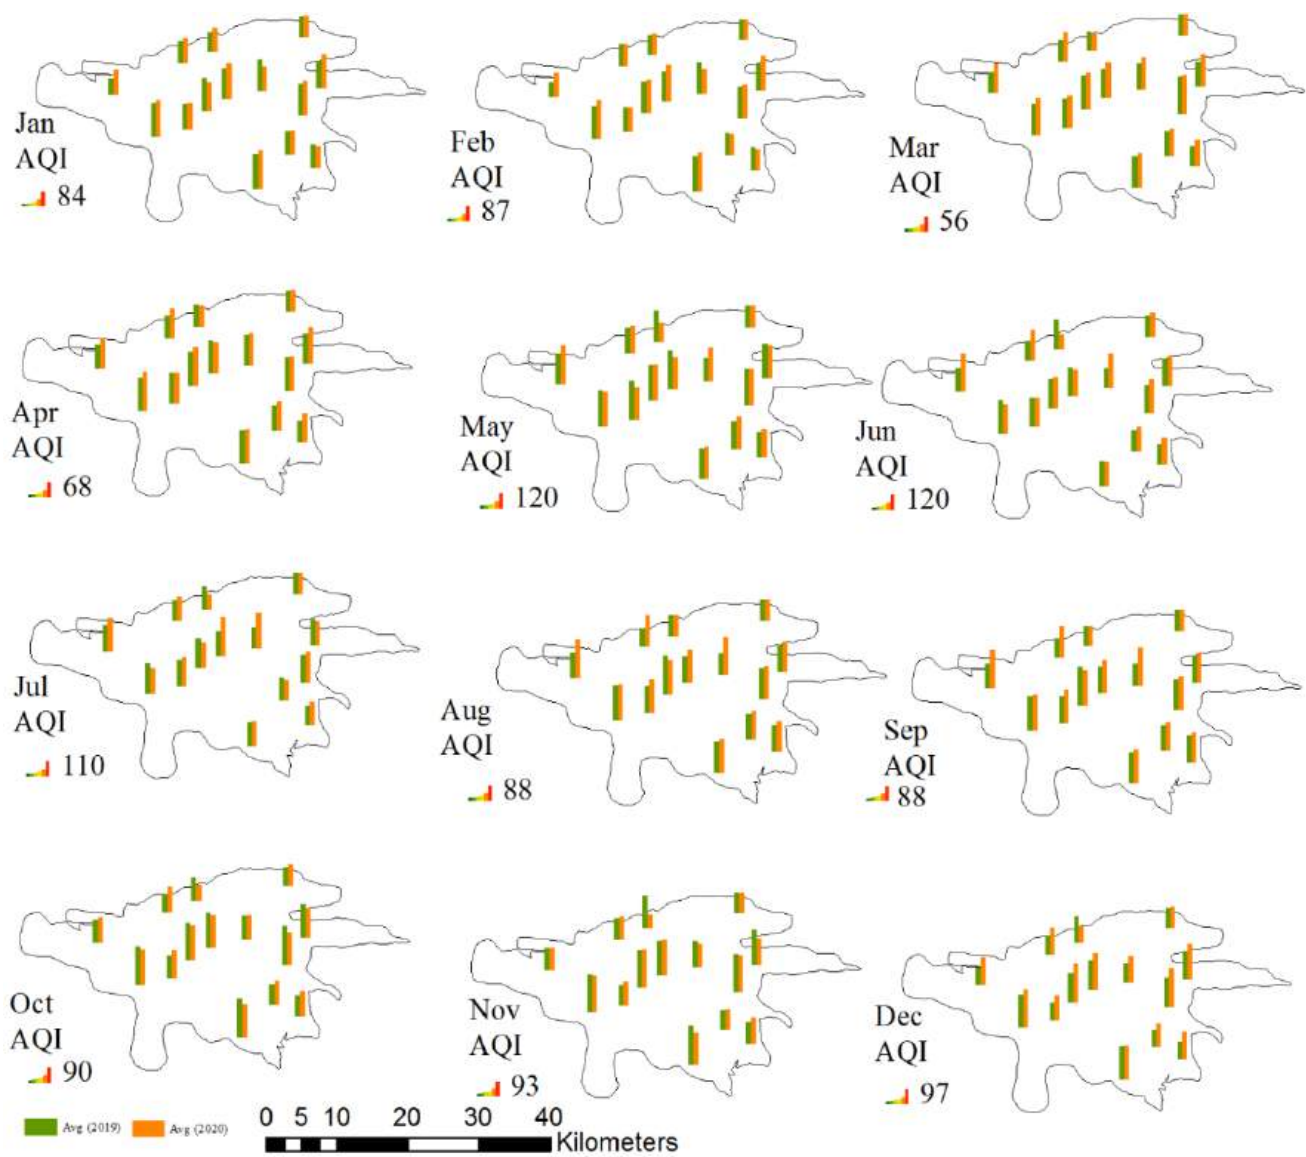 Jan
AQI
84
Feb
AQI
87
Mar
AQI
56
Apr
AQI
68
May
AQI
120
Jun
AQI
120
Jul
AQI
110
Aug
AQI
88
Sep
AQI
88
Oct
AQI
90
Nov
AQI
93
Dec
AQI
97
Avg (2019) Avg (2020)
0 5 10 20 30 40
Kilometers